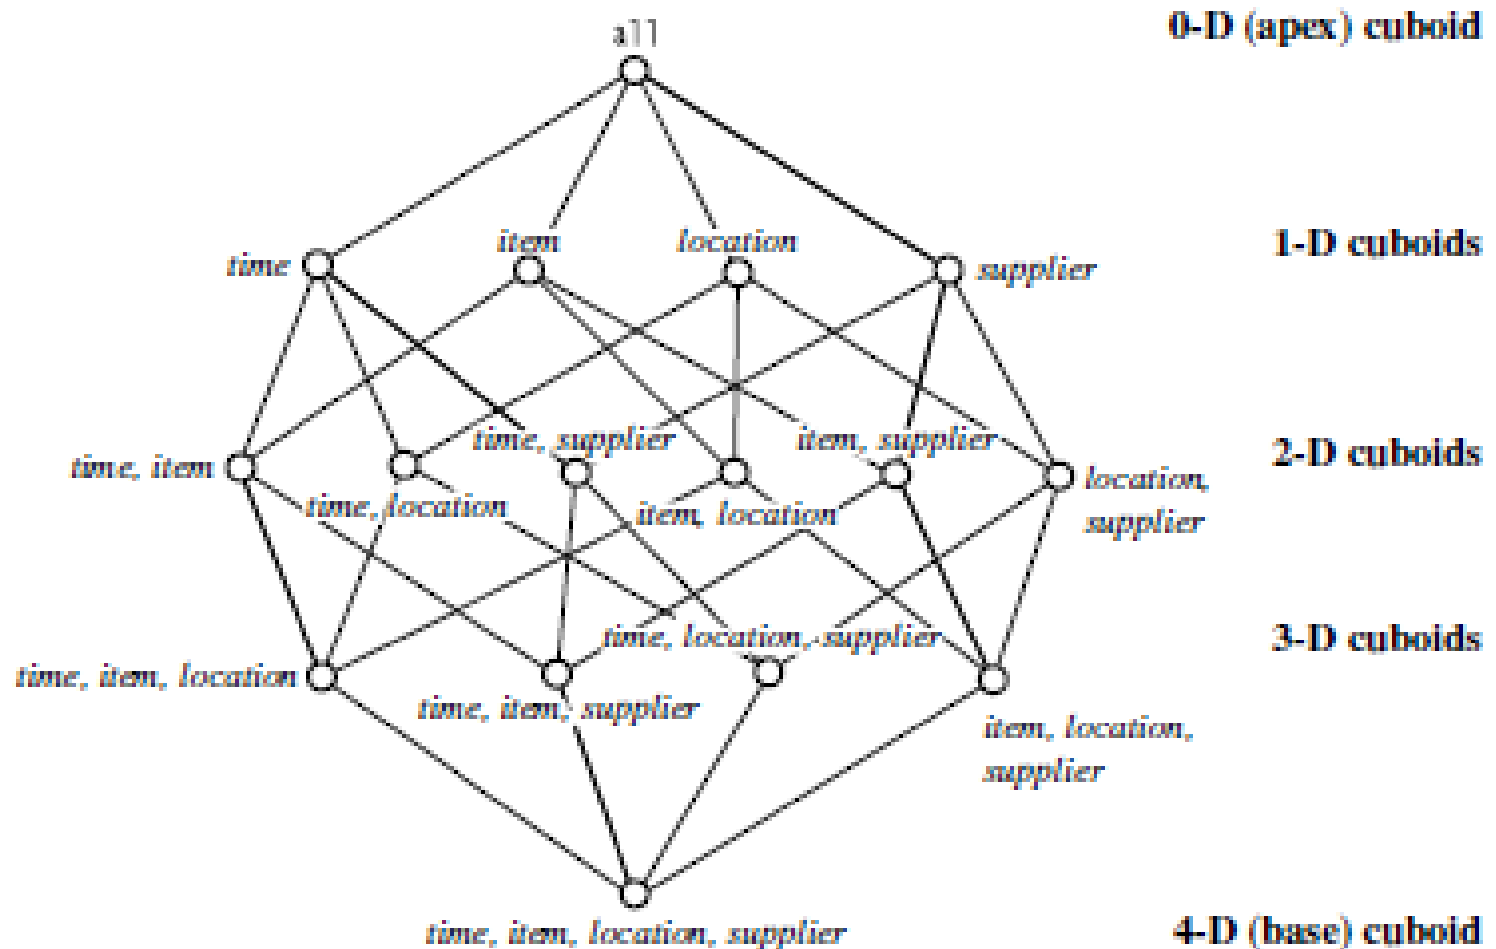 all
0-D (apex) cuboid
time
item
location
supplier
1-D cuboids
time, item
time, location
time, supplier
item, location
item, supplier
location,
supplier
2-D cuboids
time, item, location
time, item, supplier
time, location, supplier
item, location,
supplier
3-D cuboids
time, item, location, supplier
4-D (base) cuboid